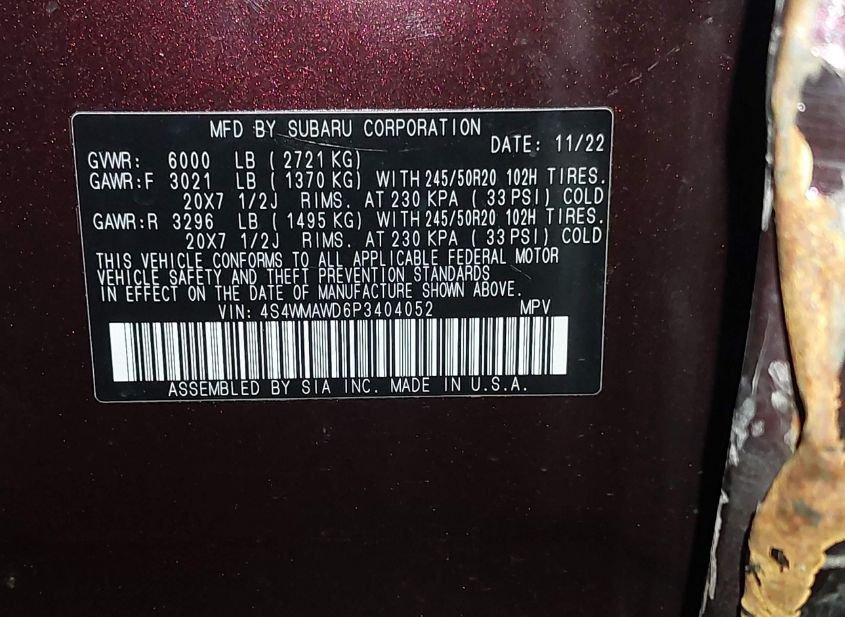 MFD BY SUBARU CORPORATION
DATE: 11/22
GVWR: 6000 LB ( 2721 KG)
GAWR:F 3021 LB ( 1370 KG) WITH 245/50R20 102H TIRES.
20X7 1/2J RIMS. AT 230 KPA ( 33 PSI) COLD
GAWR:R 3296 LB ( 1495 KG) WITH 245/50R20 102H TIRES.
20X7 1/2J RIMS. AT 230 KPA ( 33 PSI) COLD
THIS VEHICLE CONFORMS TO ALL APPLICABLE FEDERAL MOTOR
VEHICLE SAFETY AND THEFT PREVENTION STANDARDS
IN EFFECT ON THE DATE OF MANUFACTURE SHOWN ABOVE.
VIN: 4S4WMAWD6P3404052 MPV
ASSEMBLED BY SIA INC. MADE IN U.S.A.